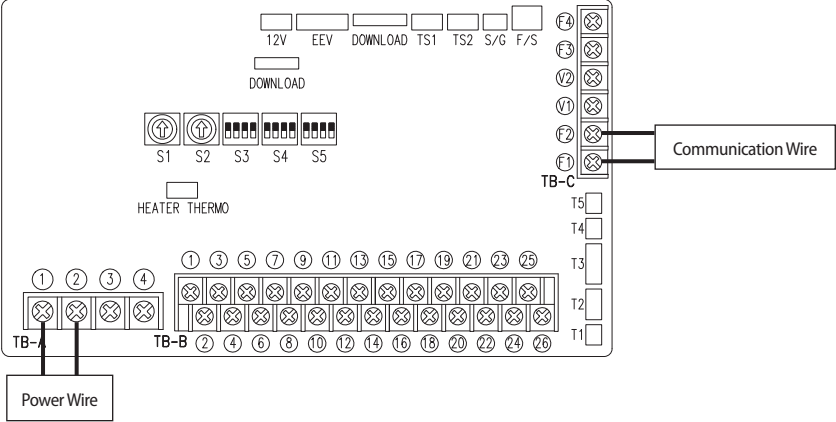 12V EEV DOWNLOAD TS1 TS2 S/G F/S
DOWNLOAD
F4
F3
V2
V1
F2
F1
TB-C
Communication Wire
S1 S2 S3 S4 S5
HEATER THERMO
T5
T4
T3
T2
T1
1 2 3 4
TB-A
1 3 5 7 9 11 13 15 17 19 21 23 25
TB-B 2 4 6 8 10 12 14 16 18 20 22 24 26
Power Wire